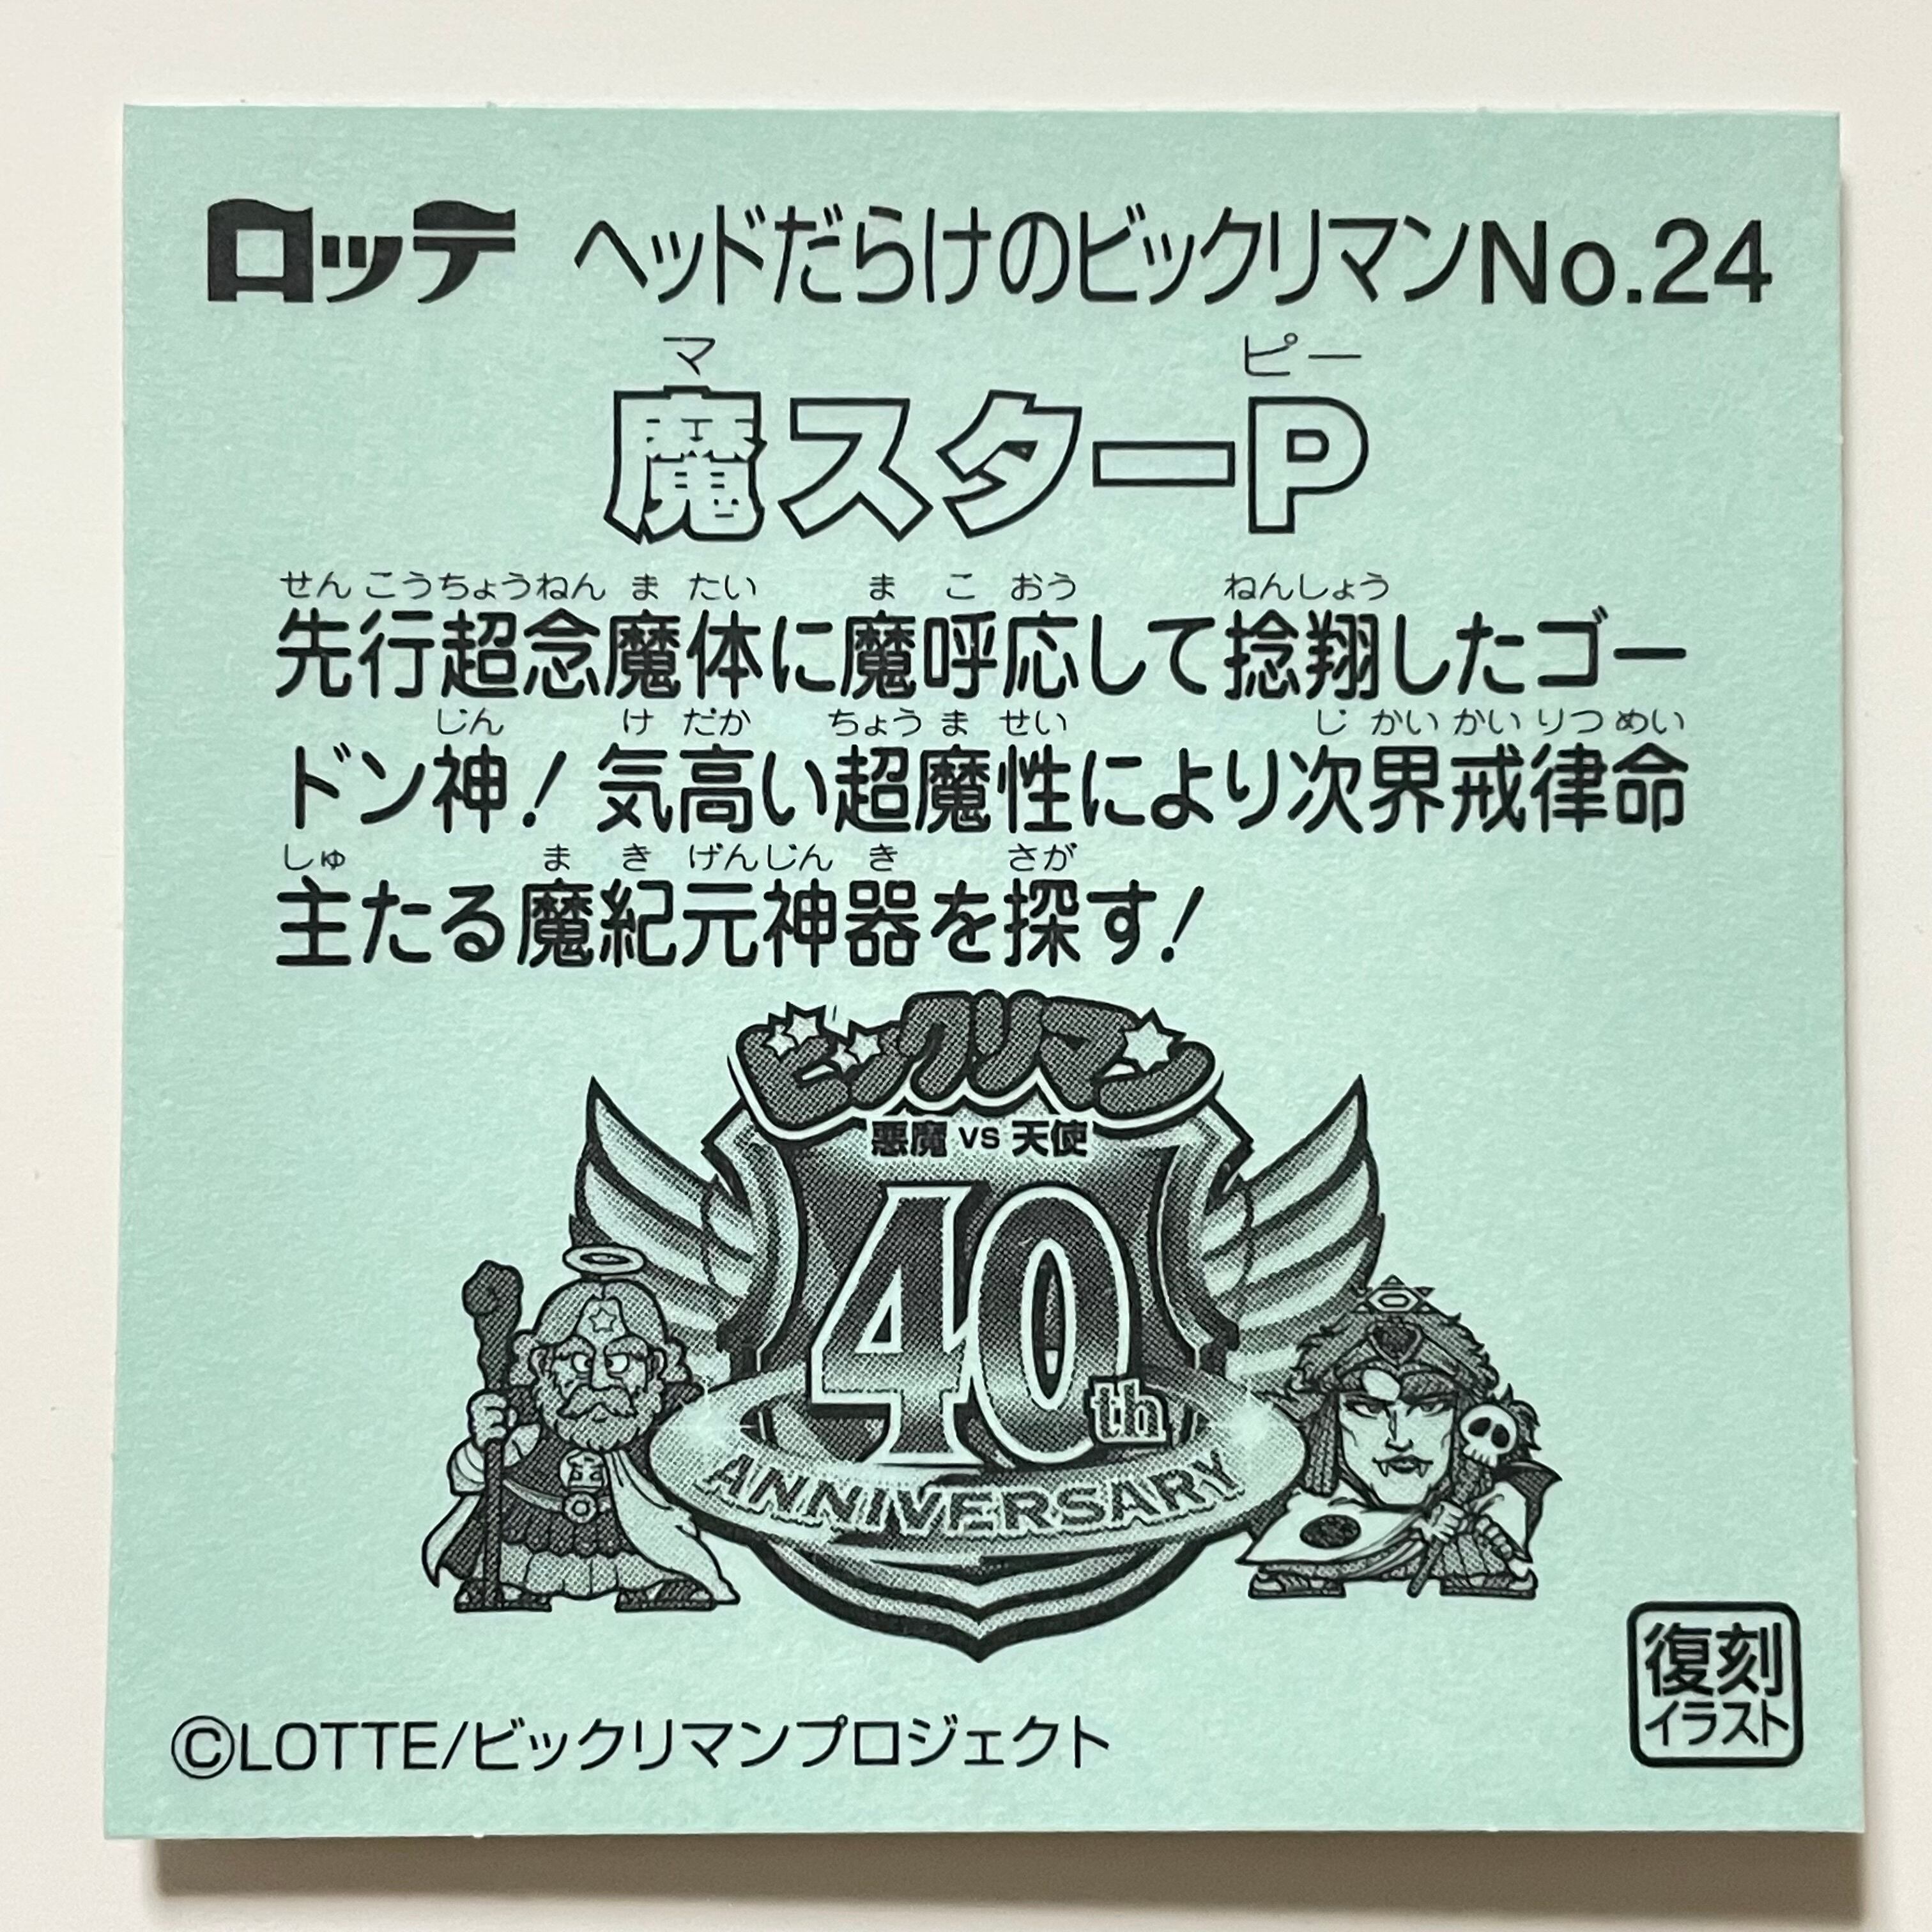 ロッテ ヘッドだらけのビックリマンNo.24
マ ピー
魔スターP
せんこうちょうねんまたい まこおう ねんしょう
先行超念魔体に魔呼応して捻翔したゴー
じん けだか ちょうませい じかいかいりつめい
ドン神！気高い超魔性により次界戒律命
しゅ まきげんじんき さが
主たる魔紀元神器を探す！
ビックリマン
悪魔 VS 天使
40th
ANNIVERSARY
復刻
イラスト
©LOTTE/ビックリマンプロジェクト